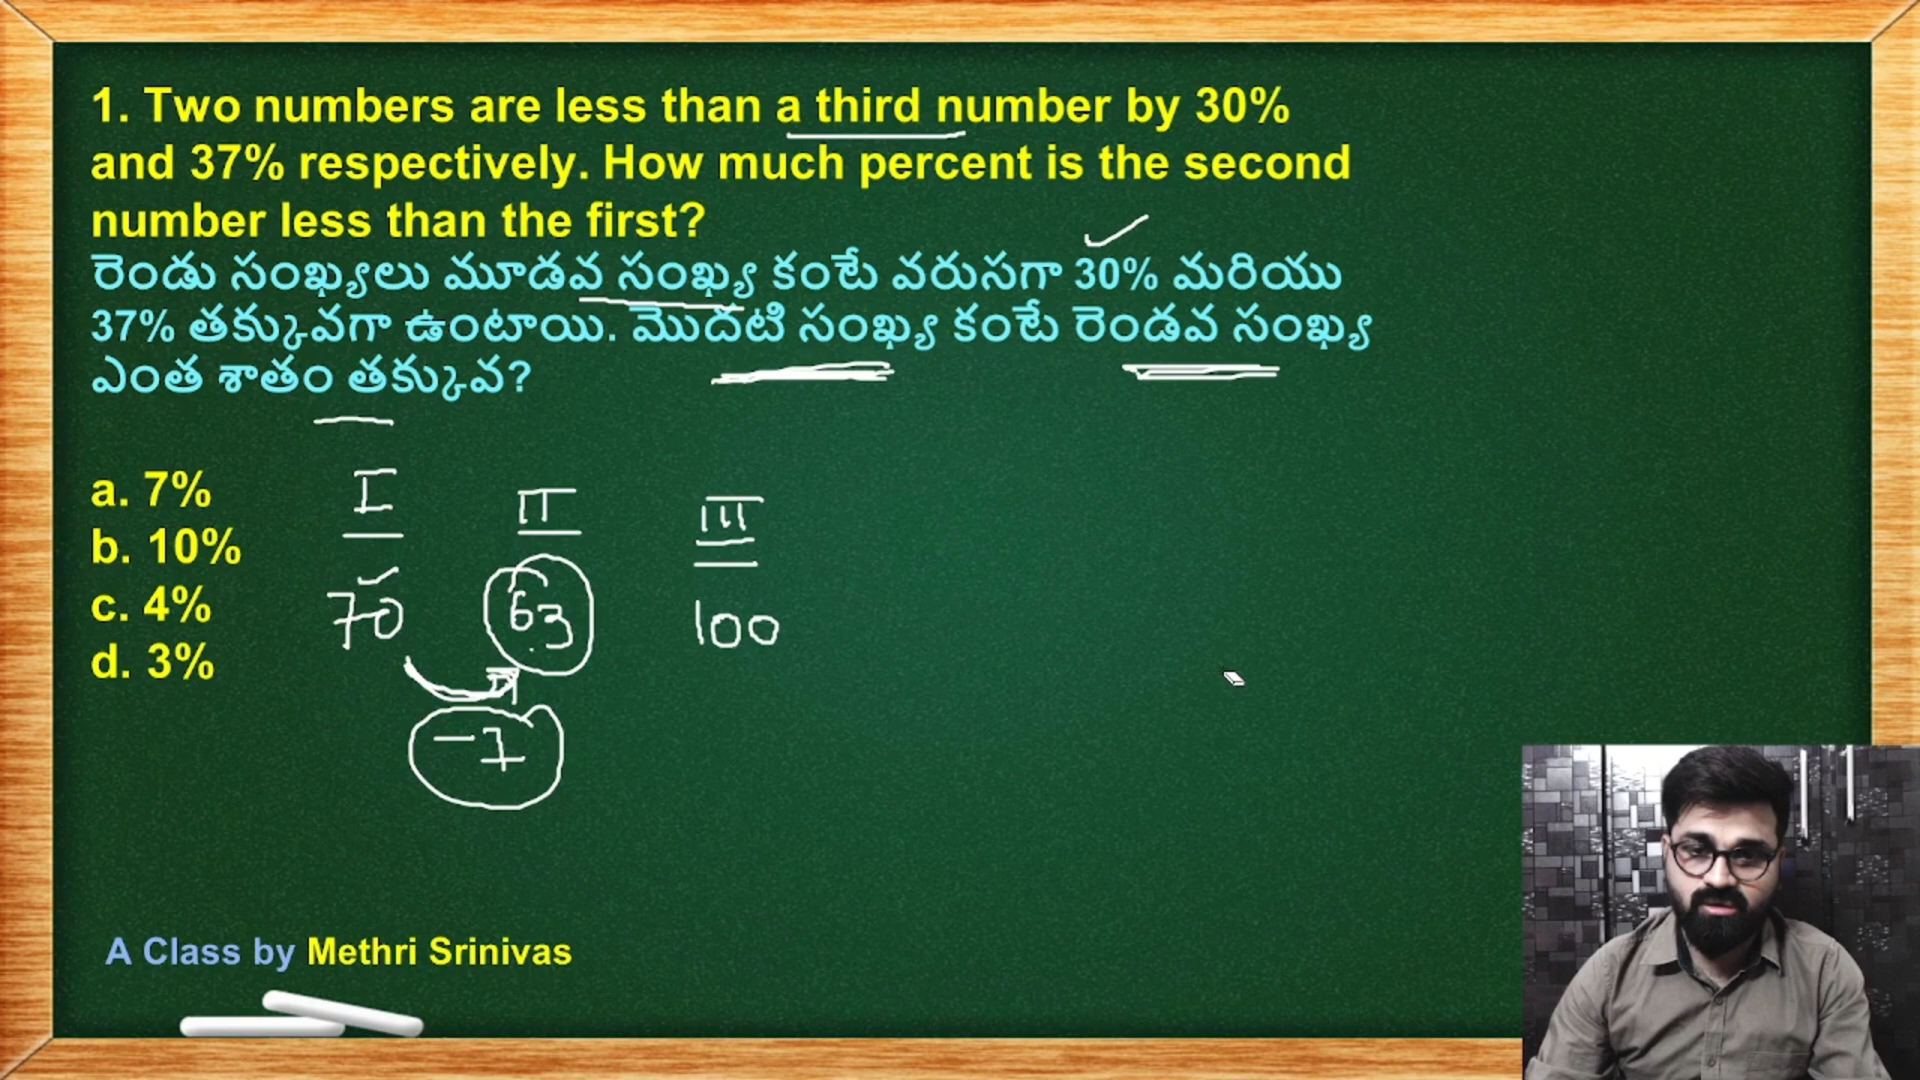 1. Two numbers are less than a third number by 30%
and 37% respectively. How much percent is the second
number less than the first?
రెండు సంఖ్యలు మూడవ సంఖ్య కంటే వరుసగా 30% మరియు
37% తక్కువగా ఉంటాయి. మొదటి సంఖ్య కంటే రెండవ సంఖ్య
ఎంత శాతం తక్కువ?
a. 7%
b. 10%
c. 4%
d. 3%
I II III
70 63 100
-7
A Class by Methri Srinivas